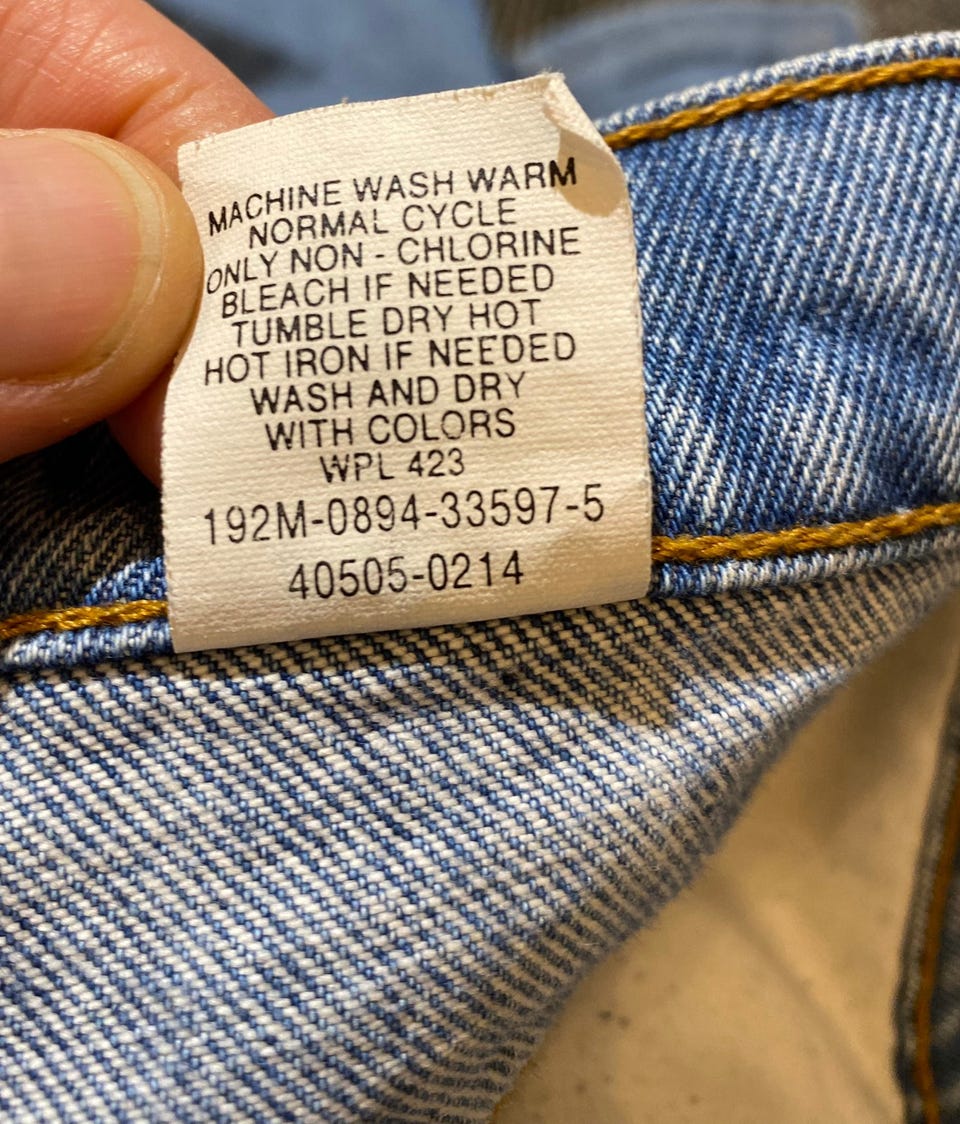 MACHINE WASH WARM
NORMAL CYCLE
ONLY NON - CHLORINE
BLEACH IF NEEDED
TUMBLE DRY HOT
HOT IRON IF NEEDED
WASH AND DRY
WITH COLORS
WPL 423
192M-0894-33597-5
40505-0214